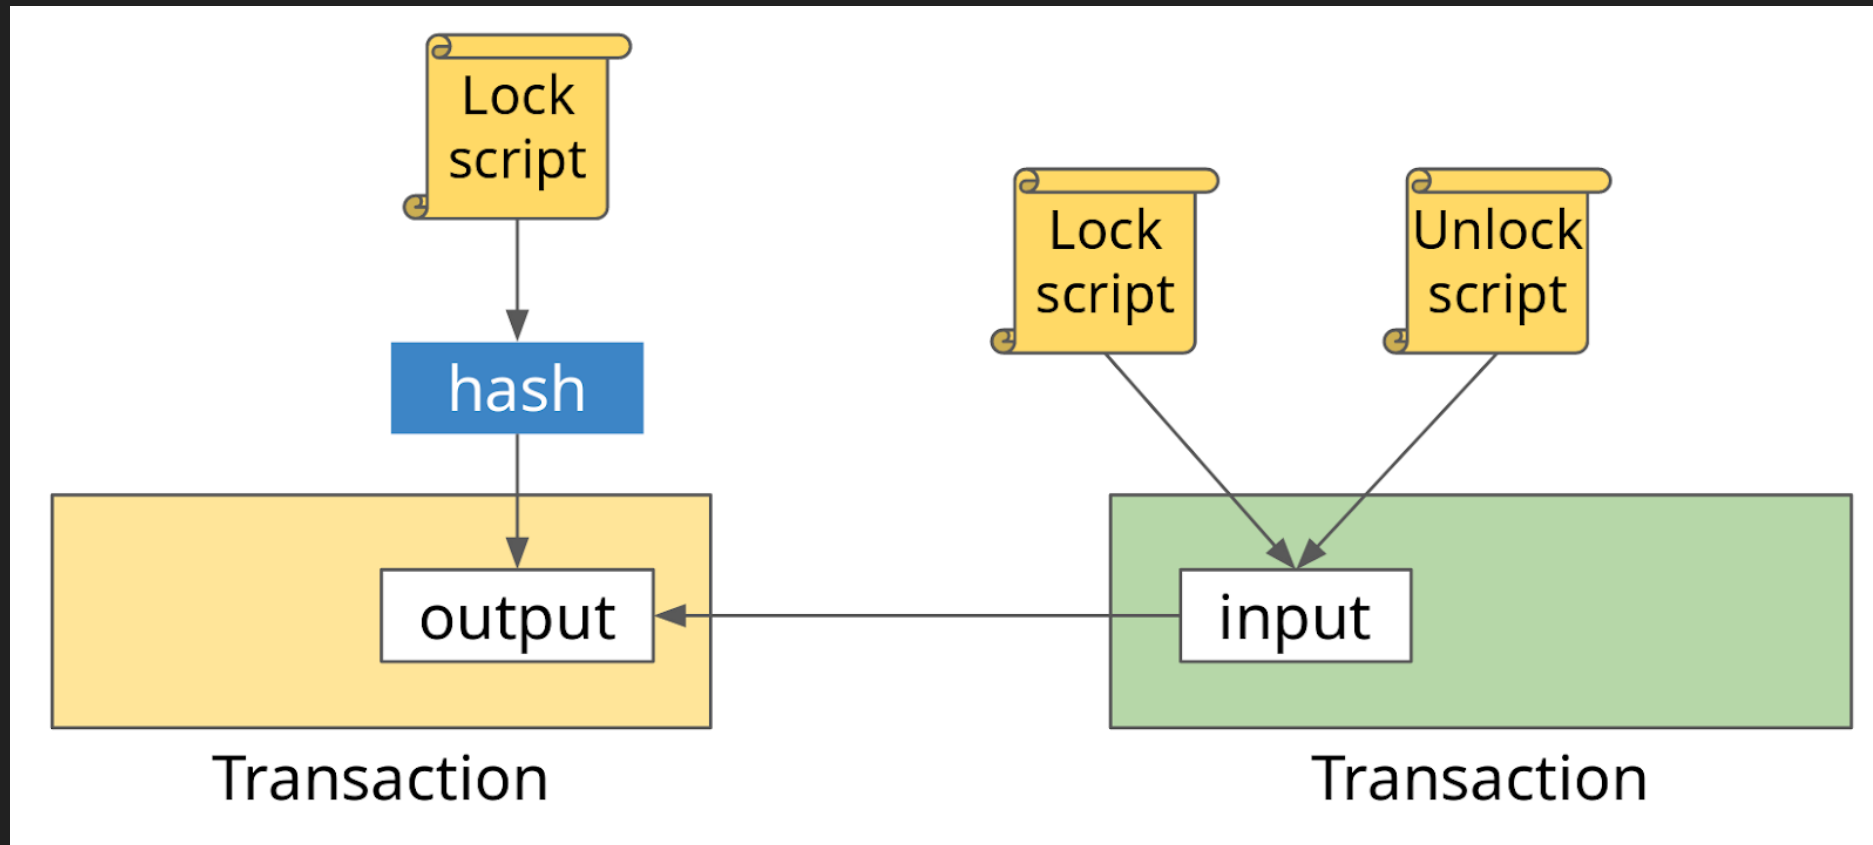 Lock
script
hash
output
Transaction
Lock
script
Unlock
script
input
Transaction